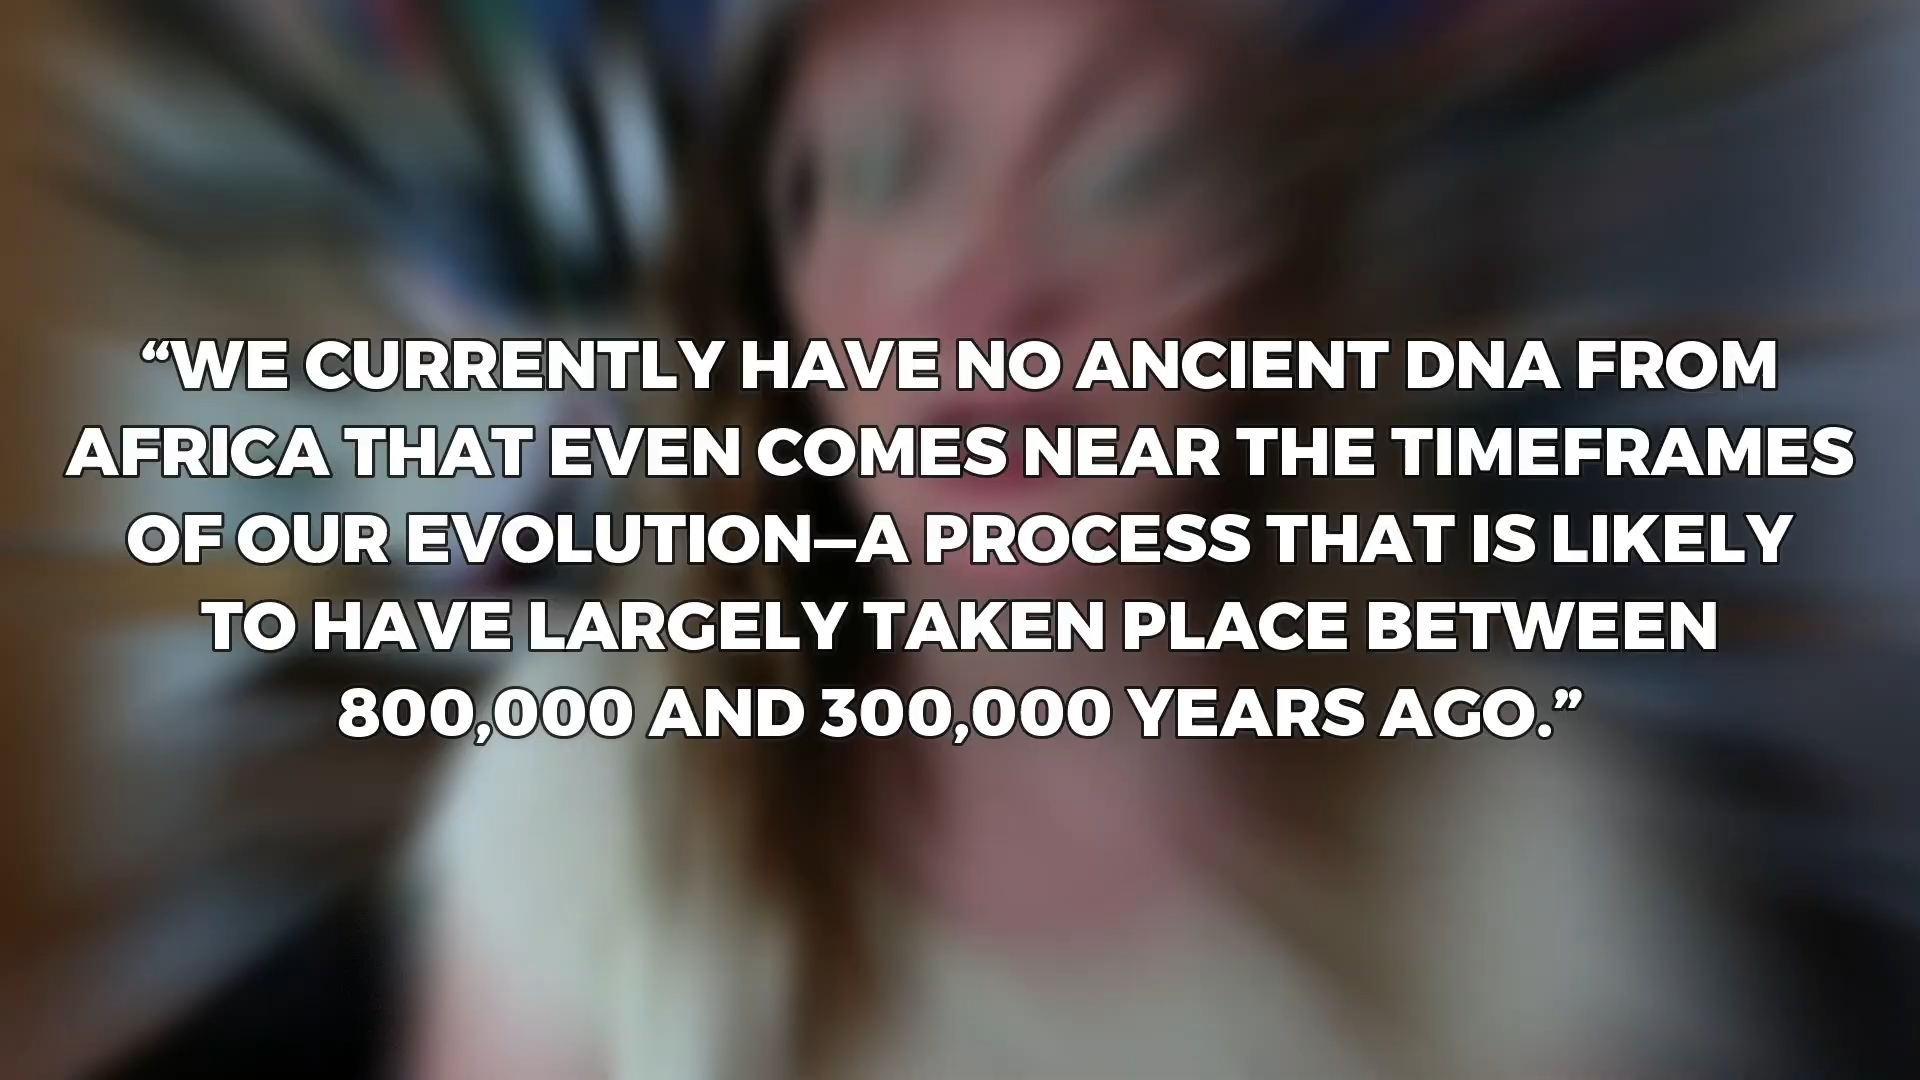 “WE CURRENTLY HAVE NO ANCIENT DNA FROM
AFRICA THAT EVEN COMES NEAR THE TIMEFRAMES
OF OUR EVOLUTION—A PROCESS THAT IS LIKELY
TO HAVE LARGELY TAKEN PLACE BETWEEN
800,000 AND 300,000 YEARS AGO.”